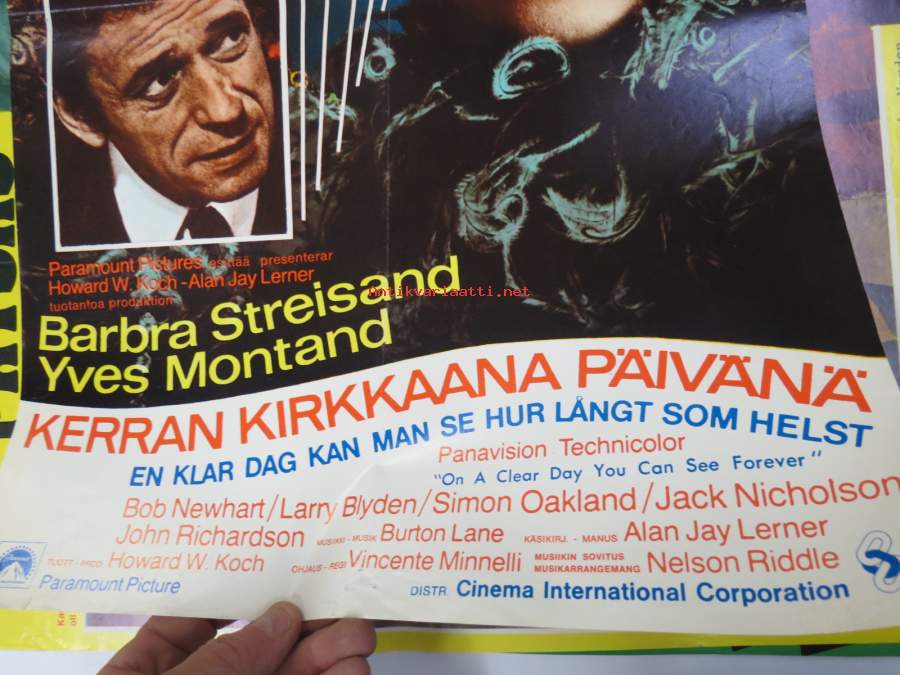 Paramount Pictures esittää presenterar
Howard W. Koch - Alan Jay Lerner
tuotantoa produktion
Antikvariaatti.net
Barbra Streisand
Yves Montand
KERRAN KIRKKAANA PÄIVÄNÄ
EN KLAR DAG KAN MAN SE HUR LÅNGT SOM HELST
Panavision Technicolor
"On A Clear Day You Can See Forever"
Bob Newhart/Larry Blyden/Simon Oakland/Jack Nicholson
John Richardson MUSIIKKI - MUSIK Burton Lane KÄSIKIRJ. - MANUS Alan Jay Lerner
TUOTT - PROD Howard W. Koch OHJAUS - REGI Vincente Minnelli MUSIIKIN SOVITUS MUSIKARRANGEMANG Nelson Riddle
Paramount Picture
DISTR. Cinema International Corporation